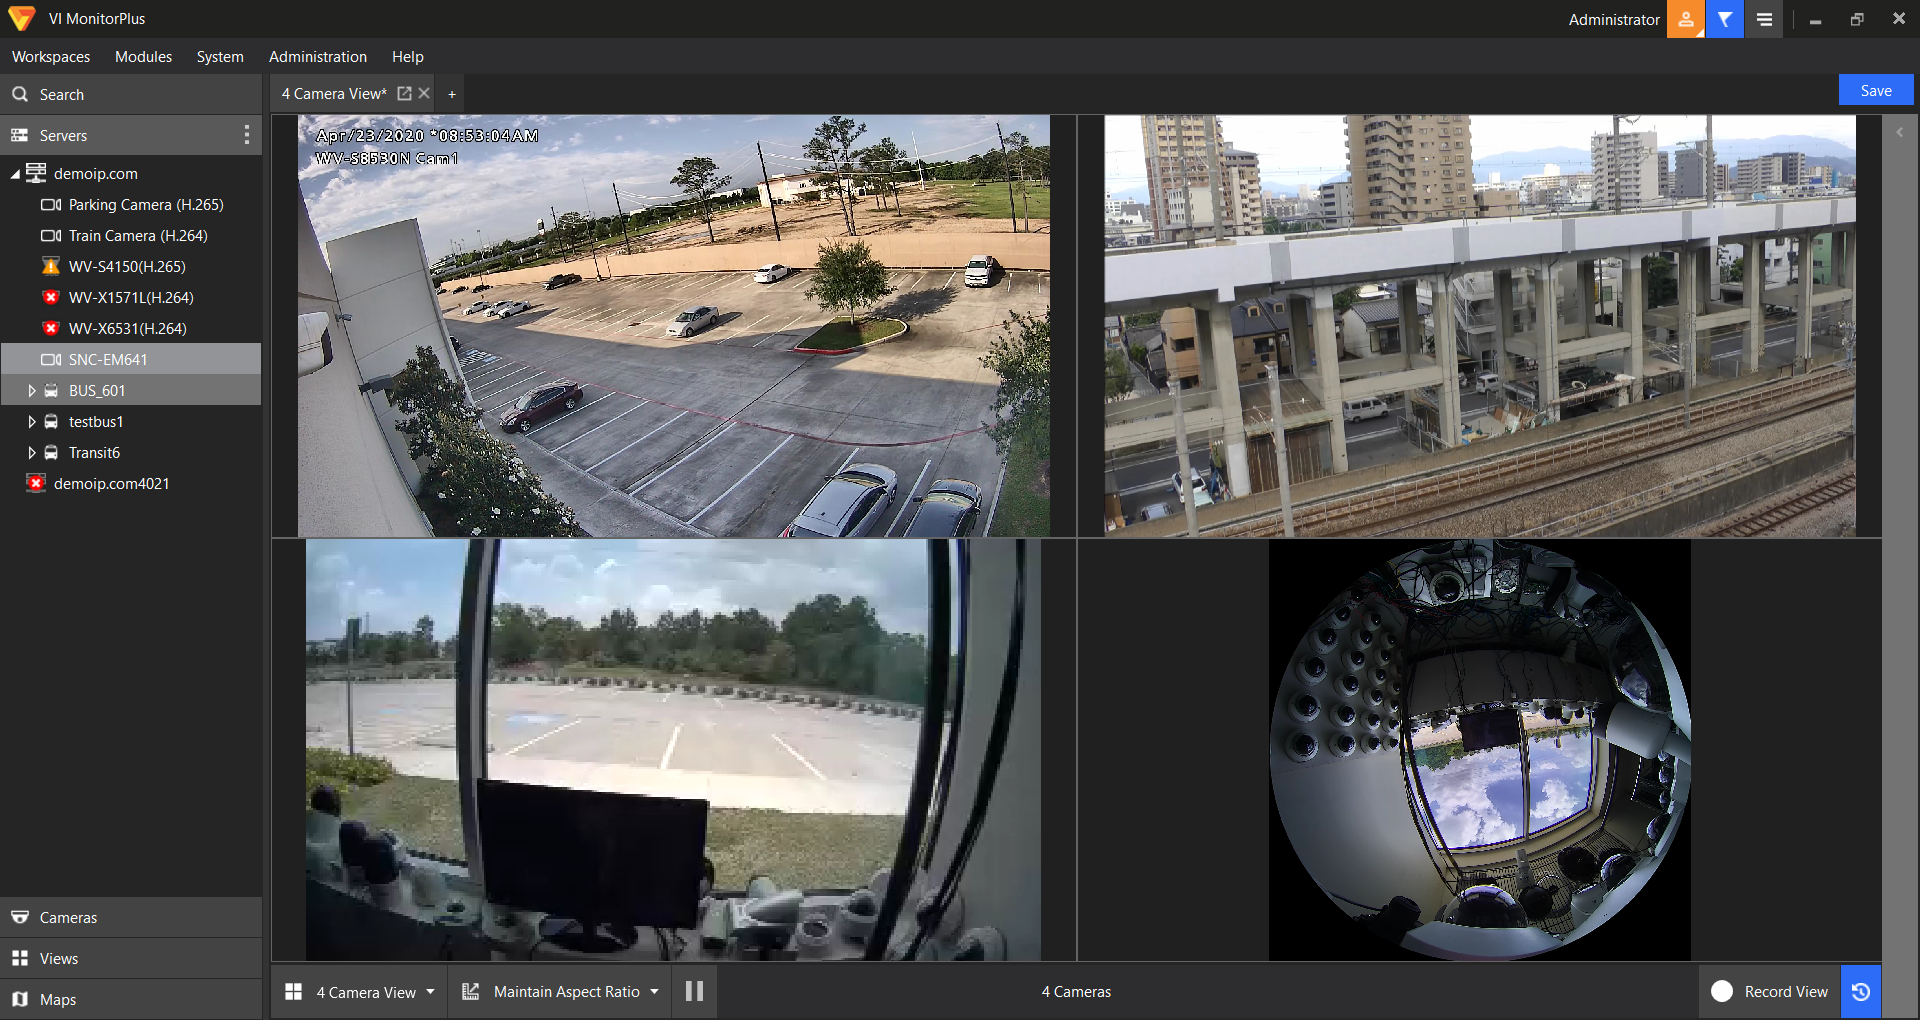 VI MonitorPlus
Administrator
Workspaces Modules System Administration Help
Search
4 Camera View* +
Save
Servers
demoip.com
Parking Camera (H.265)
Train Camera (H.264)
WV-S4150(H.265)
WV-X1571L(H.264)
WV-X6531(H.264)
SNC-EM641
BUS_601
testbus1
Transit6
demoip.com4021
Apr/23/2020 *08:53:04AM
WV-S8530N Cam1
Cameras
Views
Maps
4 Camera View
Maintain Aspect Ratio
4 Cameras
Record View